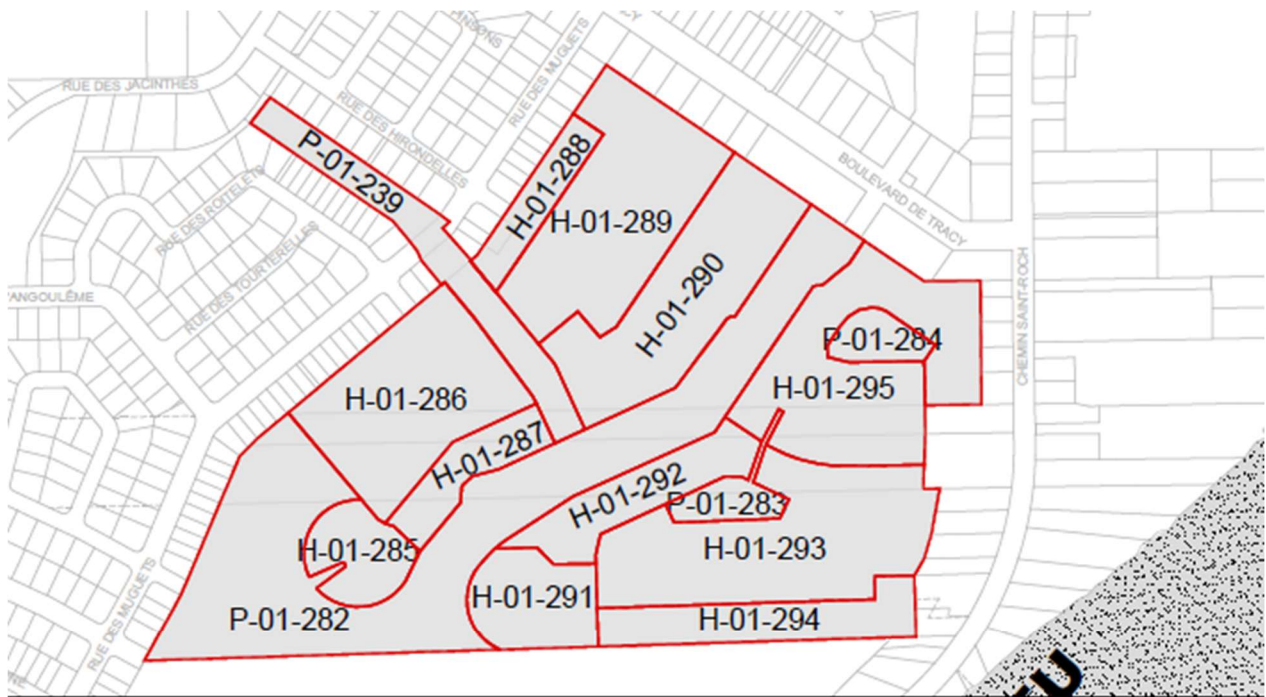 ANSONS
RUE DES MUGUETS
RUE DES JACINTHES
RUE DES HIRONDELLES
P-01-239
H-01-288
H-01-289
BOULEVARD DE TRACY
RUE DES ROITELETS
RUE DES TOURTERELLES
ANGOULÊME
H-01-290
CHEMIN SAINT-ROCH
P-01-284
H-01-295
H-01-286
H-01-287
H-01-292
P-01-283
H-01-285
H-01-293
H-01-291
P-01-282
H-01-294
RUE DES MUGUETS
EU